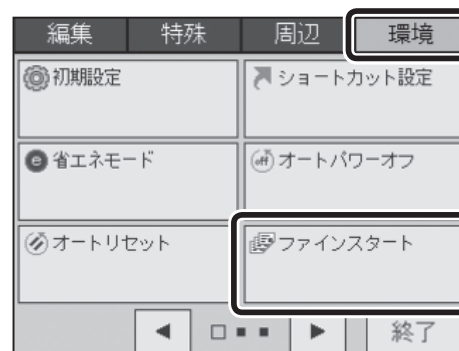 編集 特殊 周辺 環境
初期設定 ショートカット設定
e 省エネモード off オートパワーオフ
オートリセット ファインスタート
終了